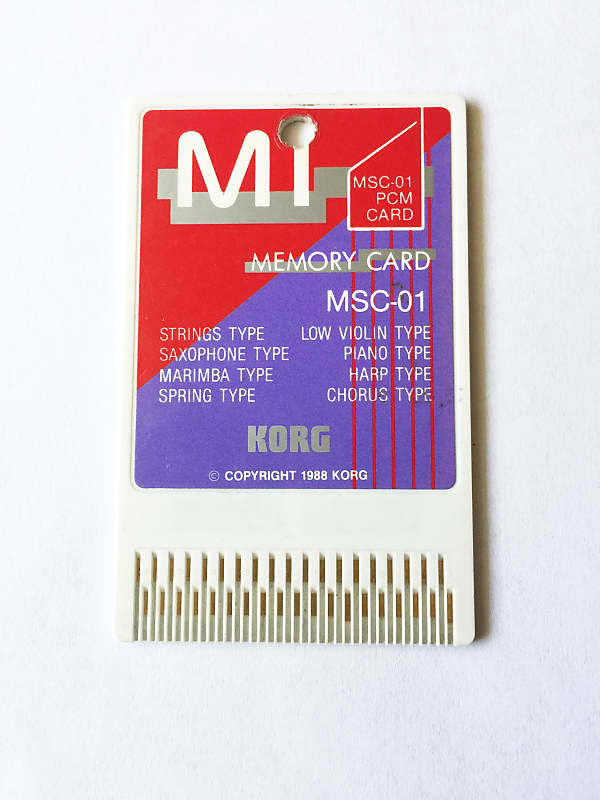 M1
MSC-01
PCM
CARD
MEMORY CARD
MSC-01
STRINGS TYPE LOW VIOLIN TYPE
SAXOPHONE TYPE PIANO TYPE
MARIMBA TYPE HARP TYPE
SPRING TYPE CHORUS TYPE
KORG
© COPYRIGHT 1988 KORG